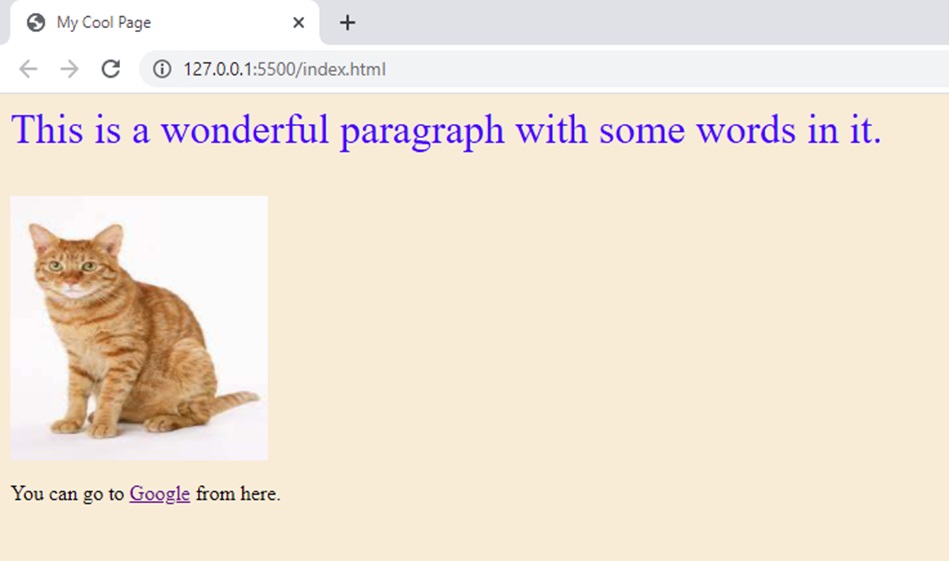 My Cool Page
127.0.0.1:5500/index.html
This is a wonderful paragraph with some words in it.
You can go to Google from here.